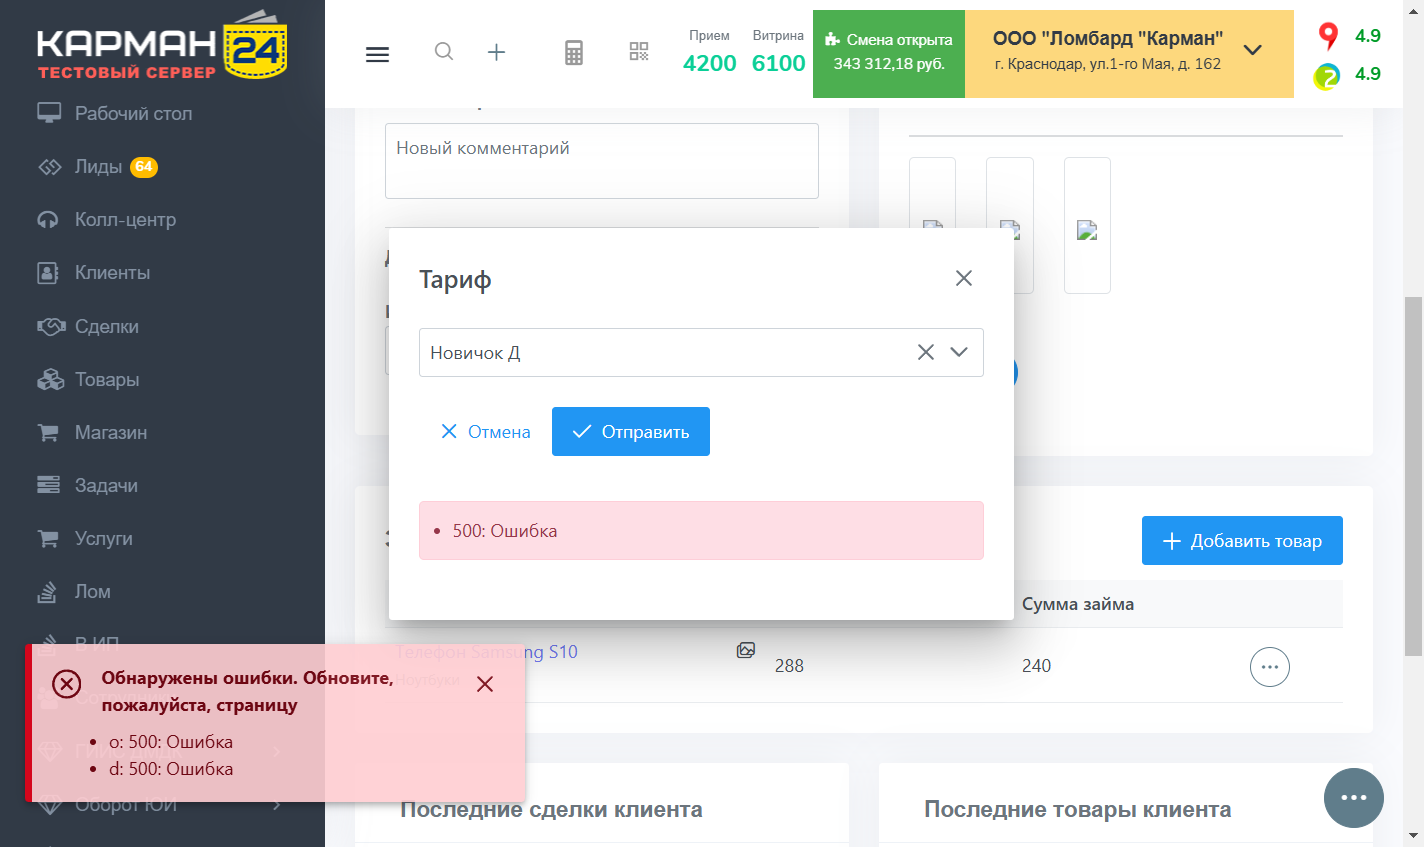 КАРМАН 24
ТЕСТОВЫЙ СЕРВЕР
Рабочий стол
Лиды 64
Колл-центр
Клиенты
Сделки
Товары
Магазин
Задачи
Услуги
Лом
В ИП
Оборот ЮИ
Прием
4200
Витрина
6100
Смена открыта
343 312,18 руб.
ООО "Ломбард "Карман"
г. Краснодар, ул.1-го Мая, д. 162
4.9
4.9
Новый комментарий
Тариф
Новичок Д
Отмена
Отправить
500: Ошибка
Добавить товар
Сумма займа
Телефон Samsung S10
Ноутбуки
288
240
Обнаружены ошибки. Обновите,
пожалуйста, страницу
o: 500: Ошибка
d: 500: Ошибка
Последние сделки клиента
Последние товары клиента